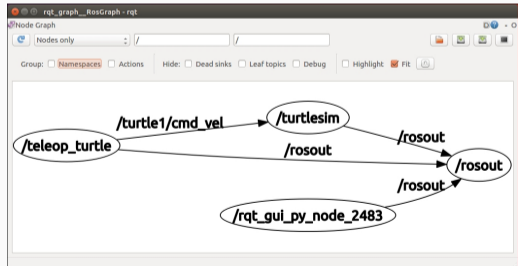 rqt_graph__RosGraph - rqt
Node Graph
D
- O
Nodes only
/
/
Group:
Namespaces
Actions
Hide:
Dead sinks
Leaf topics
Debug
Highlight
Fit
/turtle1/cmd_vel
/turtlesim
/teleop_turtle
/rosout
/rosout
/rosout
/rosout
/rqt_gui_py_node_2483